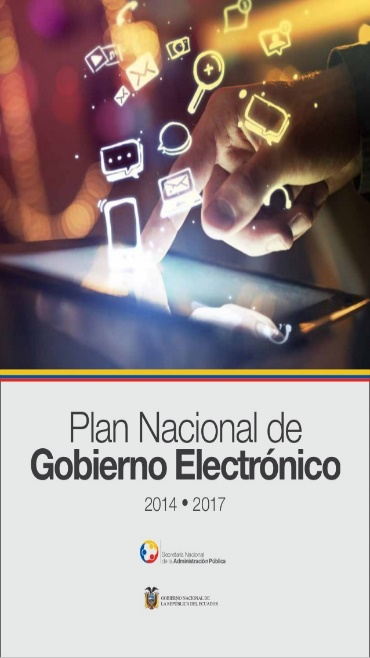 Plan Nacional de
Gobierno Electrónico
2014 • 2017
Secretaría Nacional
de la Administración Pública
GOBIERNO NACIONAL DE
LA REPÚBLICA DEL ECUADOR